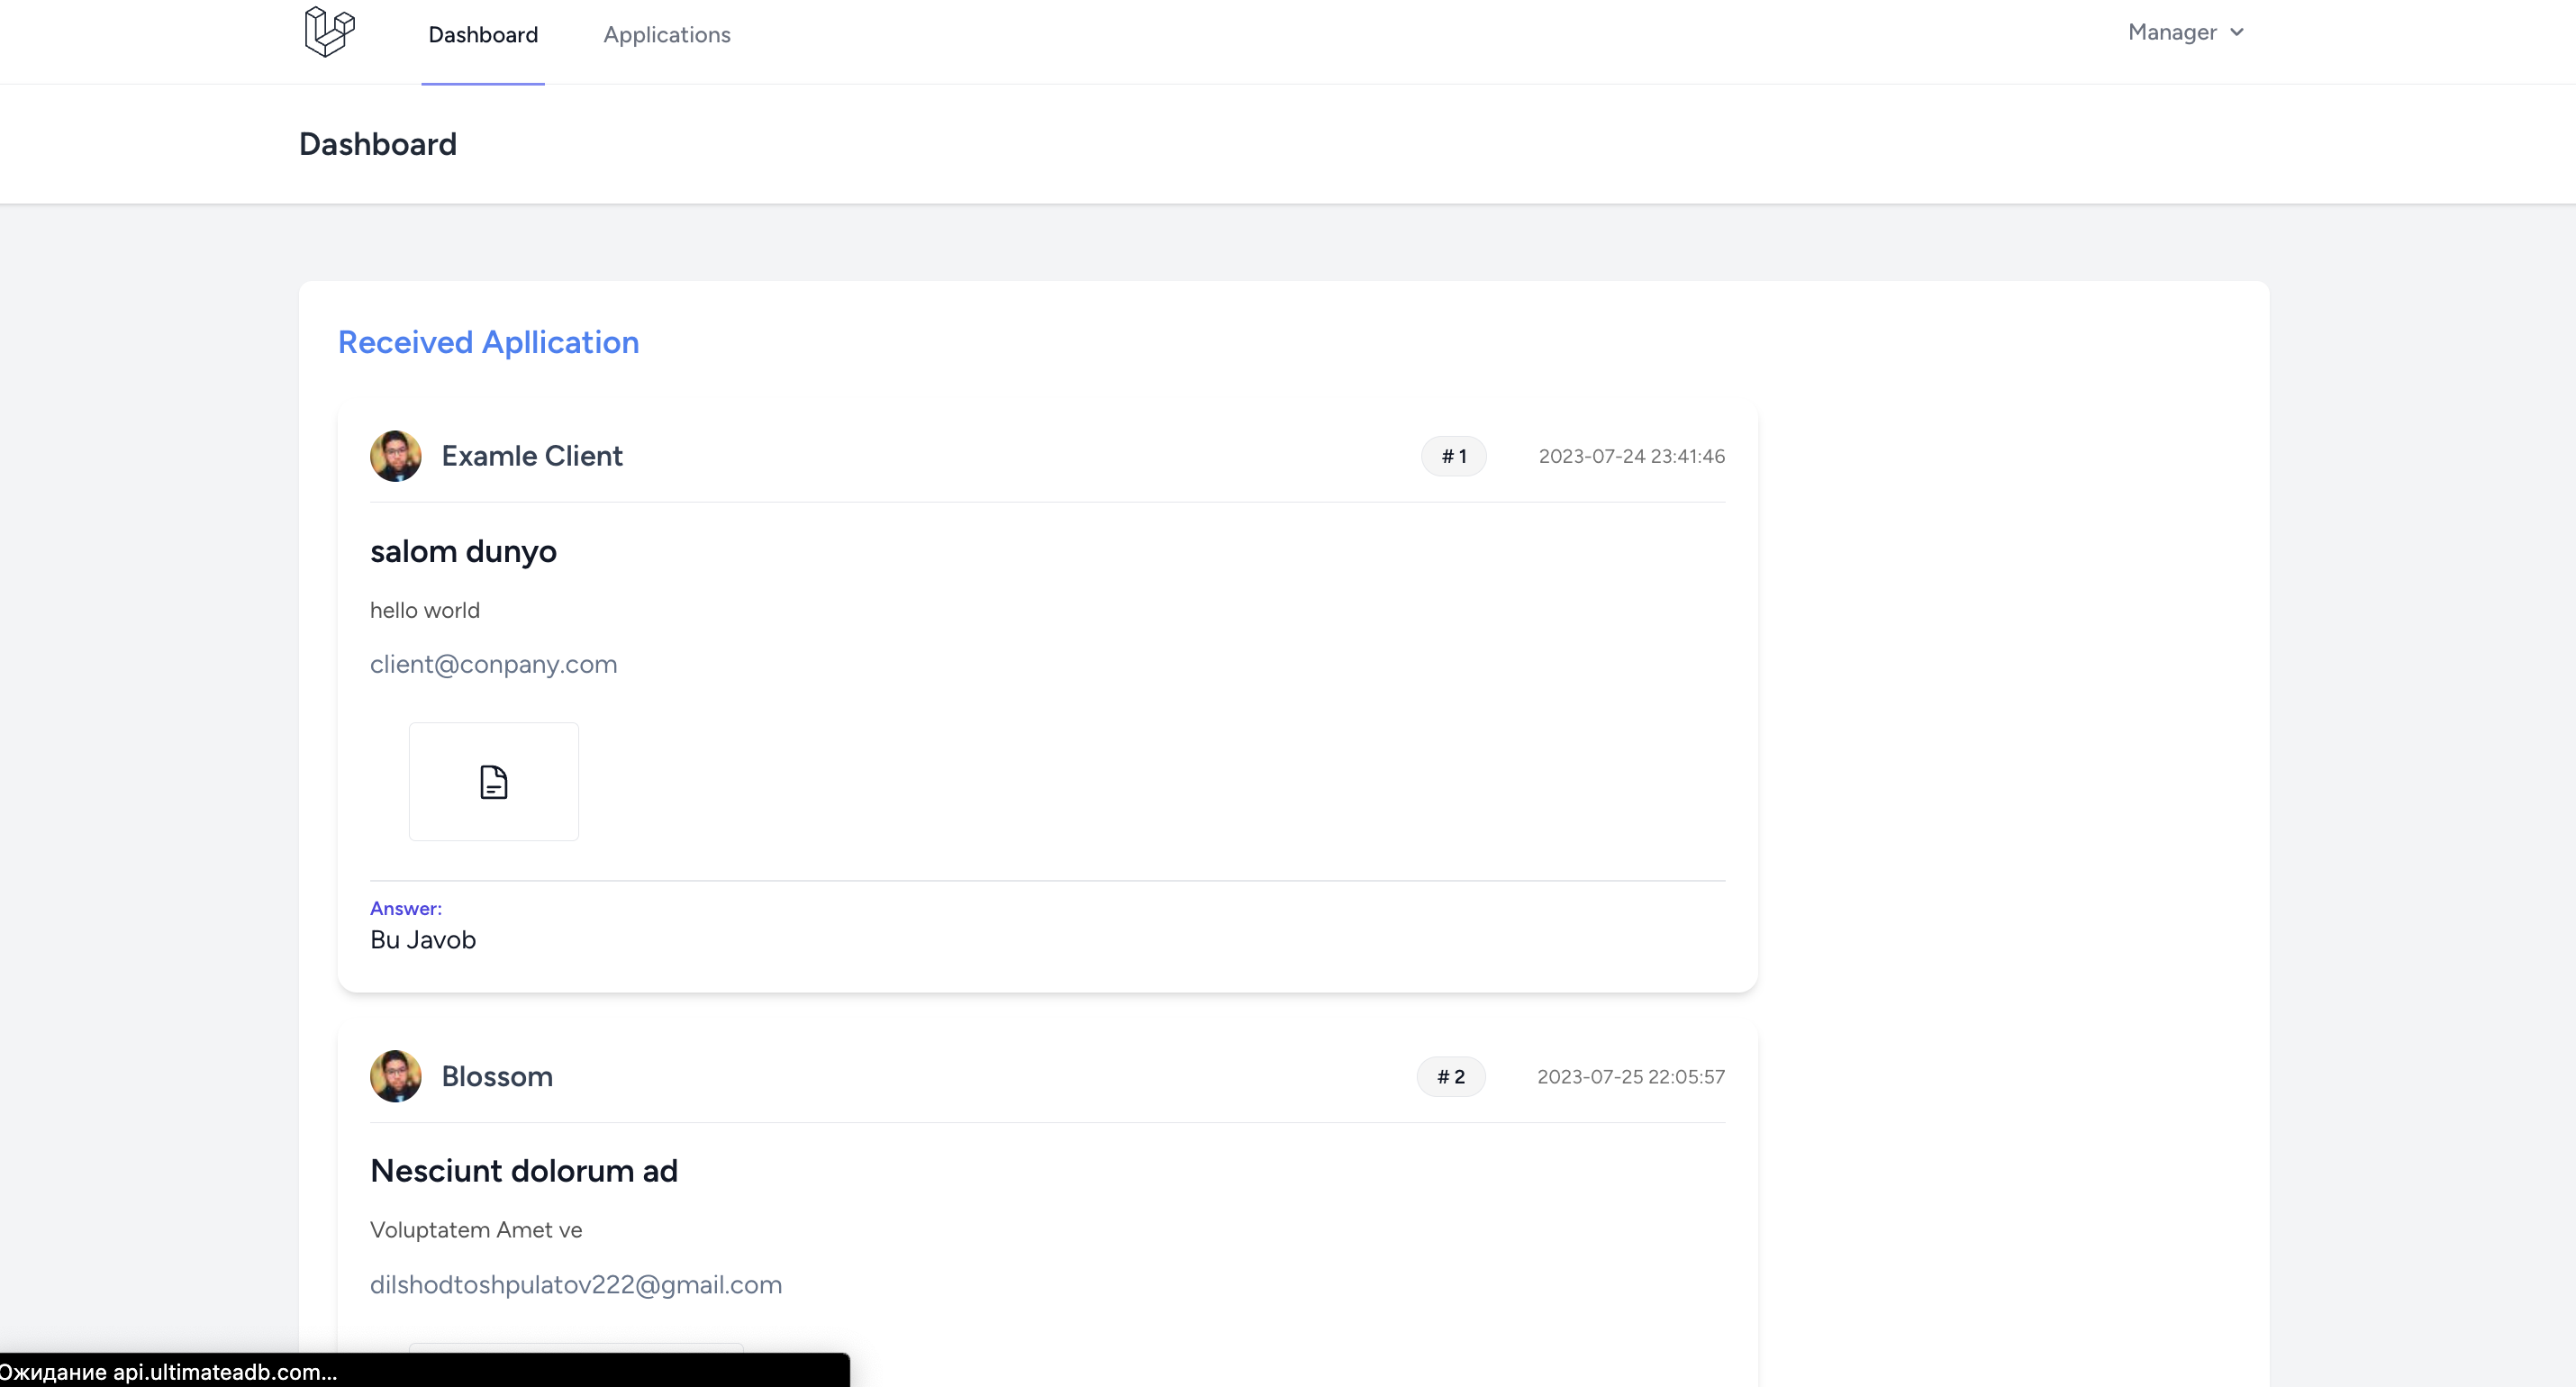 Dashboard Applications Manager
Dashboard
Received Apllication
Examle Client # 1 2023-07-24 23:41:46
salom dunyo
hello world
client@conpany.com
Answer:
Bu Javob
Blossom # 2 2023-07-25 22:05:57
Nesciunt dolorum ad
Voluptatem Amet ve
dilshodtoshpulatov222@gmail.com
Ожидание api.ultimateadb.com...